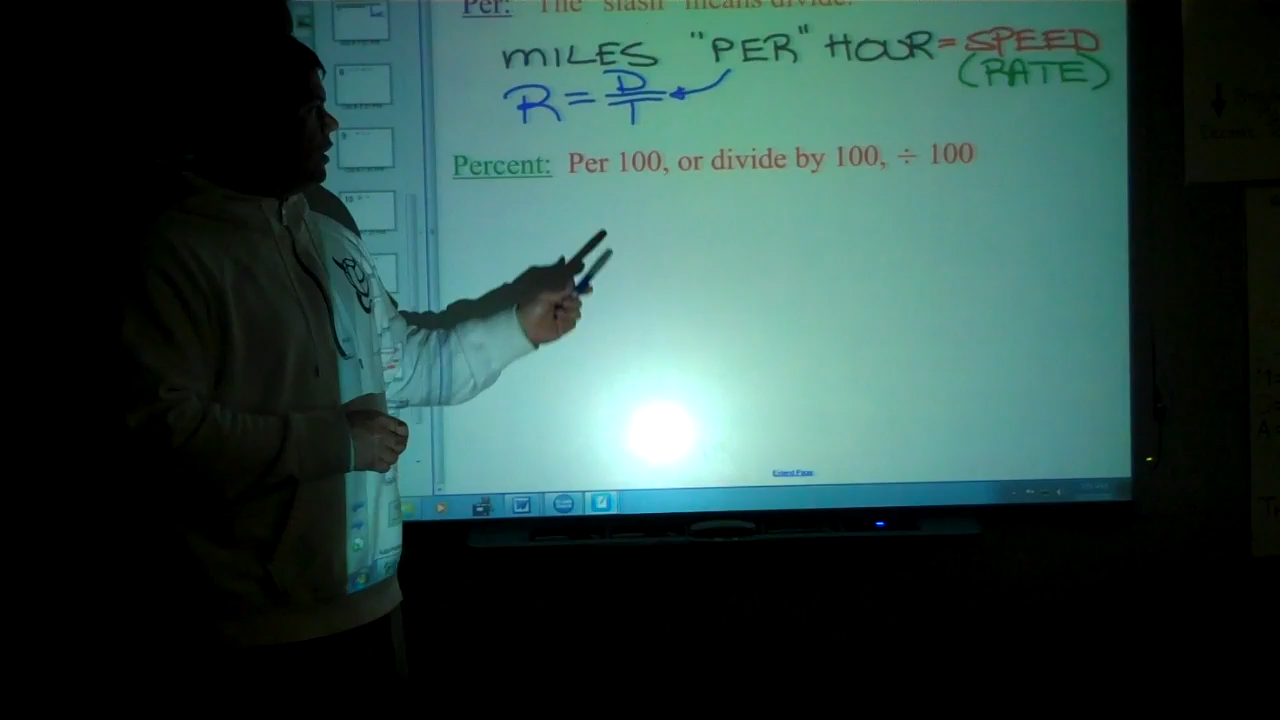 Per: The "slash" means divide.
MILES "PER" HOUR = SPEED
(RATE)
R = D/T
Percent: Per 100, or divide by 100, ÷ 100
Extend Page